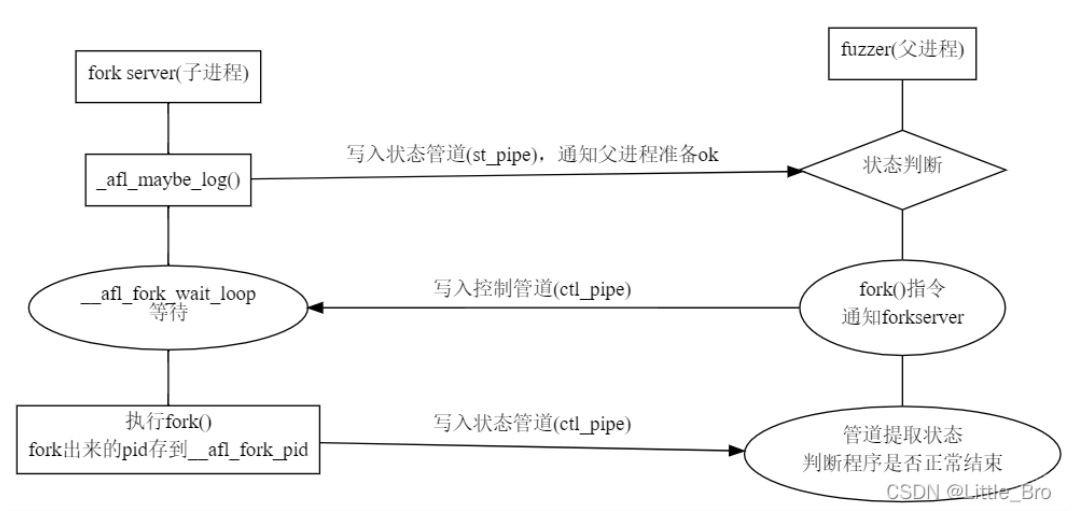 fuzzer(父进程)
fork server(子进程)
写入状态管道(st_pipe)，通知父进程准备ok
_afl_maybe_log()
状态判断
__afl_fork_wait_loop
等待
写入控制管道(ctl_pipe)
fork()指令
通知forkserver
执行fork()
fork出来的pid存到__afl_fork_pid
写入状态管道(ctl_pipe)
管道提取状态
判断程序是否正常结束
CSDN @Little_Bro